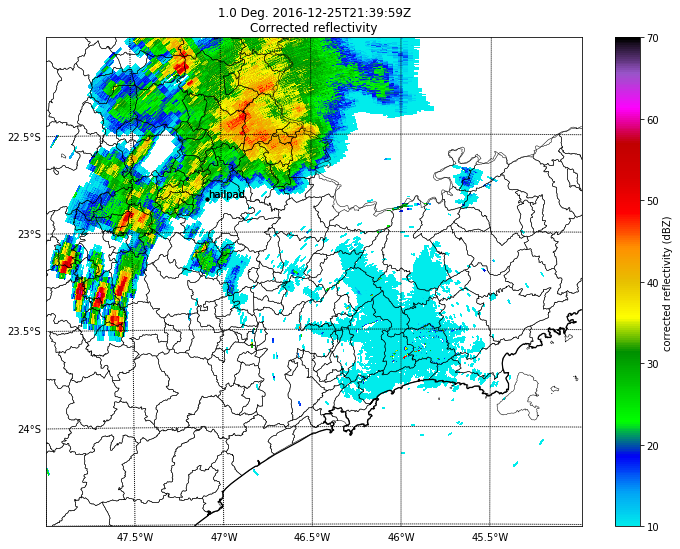 1.0 Deg. 2016-12-25T21:39:59Z
Corrected reflectivity
70
60
50
40
30
20
10
corrected reflectivity (dBZ)
22.5°S
23°S
23.5°S
24°S
hailpad
47.5°W
47°W
46.5°W
46°W
45.5°W